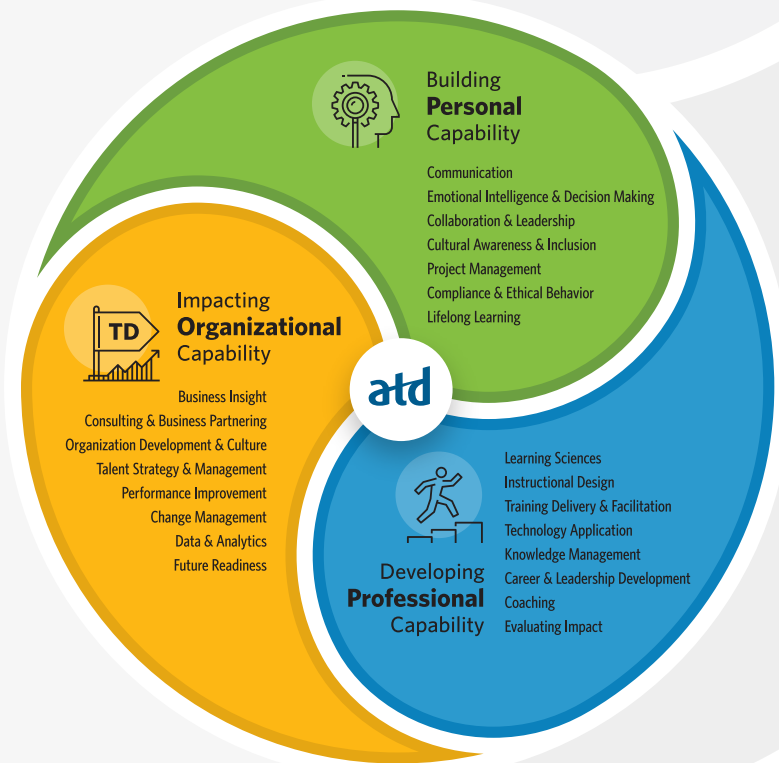 Building
Personal
Capability
Communication
Emotional Intelligence & Decision Making
Collaboration & Leadership
Cultural Awareness & Inclusion
Project Management
Compliance & Ethical Behavior
Lifelong Learning
TD
Impacting
Organizational
Capability
Business Insight
Consulting & Business Partnering
Organization Development & Culture
Talent Strategy & Management
Performance Improvement
Change Management
Data & Analytics
Future Readiness
atd
Developing
Professional
Capability
Learning Sciences
Instructional Design
Training Delivery & Facilitation
Technology Application
Knowledge Management
Career & Leadership Development
Coaching
Evaluating Impact